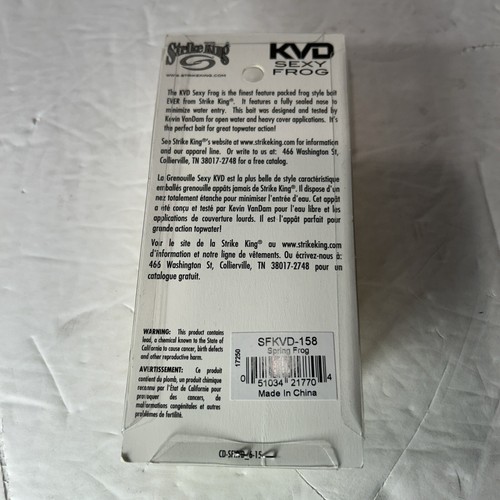 Strike King
WWW.STRIKEKING.COM
KVD
SEXY
FROG
The KVD Sexy Frog is the finest feature packed frog style bait
EVER from Strike King®. It features a fully sealed nose to
minimize water entry. This bait was designed and tested by
Kevin VanDam for open water and heavy cover applications. It's
the perfect bait for great topwater action!
See Strike King®'s website at www.strikeking.com for information
and our apparel line. Or write to us at: 466 Washington St,
Collierville, TN 38017-2748 for a free catalog.
La Grenouille Sexy KVD est la plus belle de style caractéristique
emballés grenouille appâts jamais de Strike King®. Il dispose d'un
nez totalement étanche pour minimiser l'entrée d'eau. Cet appât
a été conçu et testé par Kevin VanDam pour l'eau libre et les
applications de couverture lourds. Il est l'appât parfait pour
grande action topwater!
Voir le site de la Strike King® au www.strikeking.com
d'information et notre ligne de vêtements. Ou écrivez-nous à:
466 Washington St, Collierville, TN 38017-2748 pour un
catalogue gratuit.
WARNING: This product contains
lead, a chemical known to the State of
California to cause cancer, birth defects
and other reproductive harm.
AVERTISSEMENT: Ce produit
contient du plomb, un produit chimique
reconnu par l'État de Californie pour
provoquer des cancers, de
malformations congénitales et autres
problèmes de fertilité.
17250
SFKVD-158
Spring Frog
0 51034 21770 4
Made In China